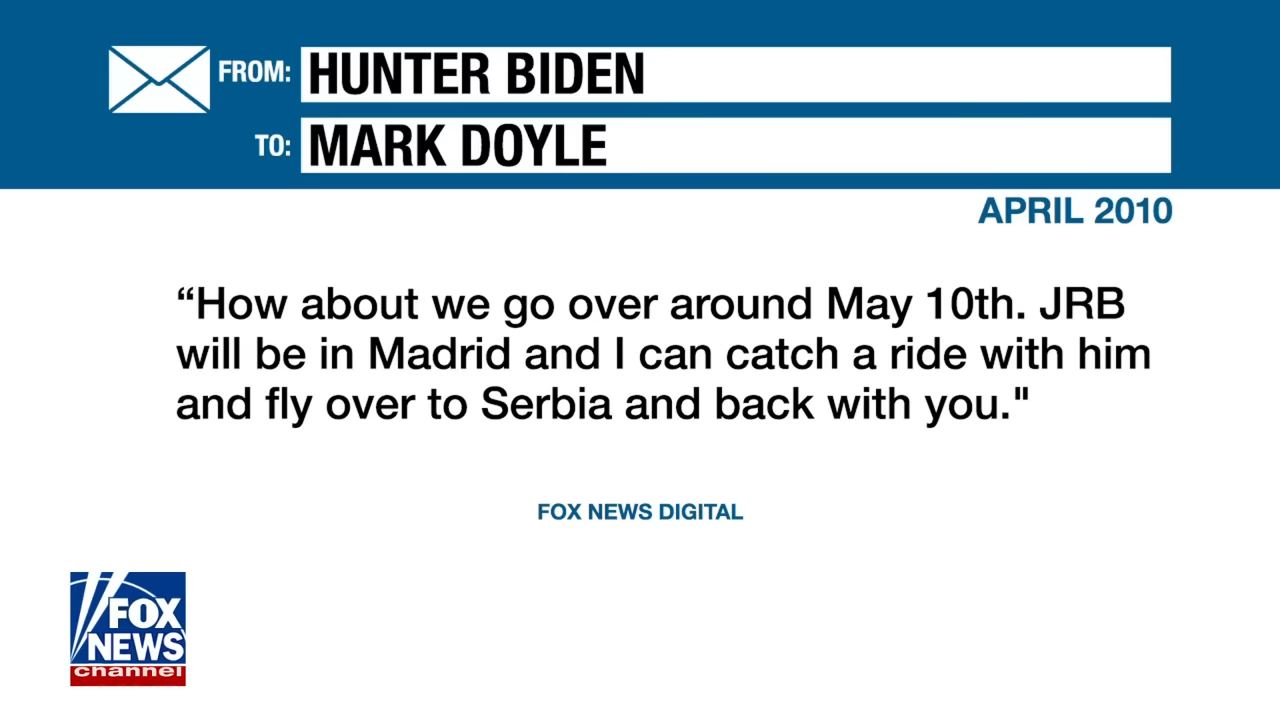 FROM: HUNTER BIDEN
TO: MARK DOYLE
APRIL 2010
“How about we go over around May 10th. JRB
will be in Madrid and I can catch a ride with him
and fly over to Serbia and back with you."
FOX NEWS DIGITAL
FOX
NEWS
channel